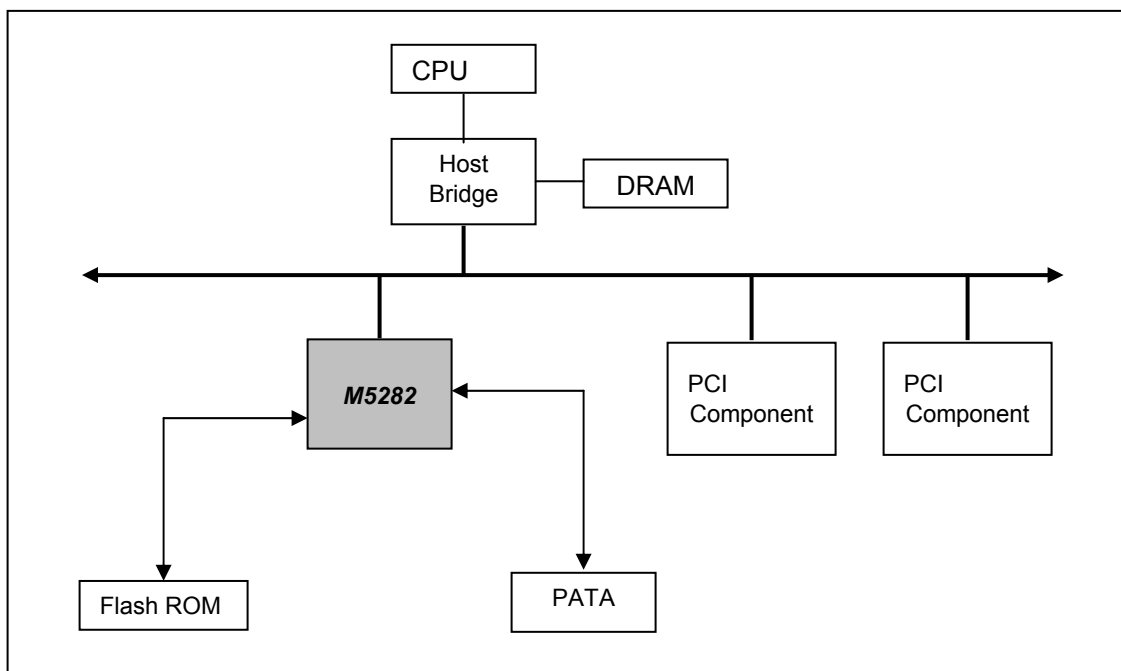 CPU
Host
Bridge
DRAM
M5282
PCI
Component
PCI
Component
Flash ROM
PATA